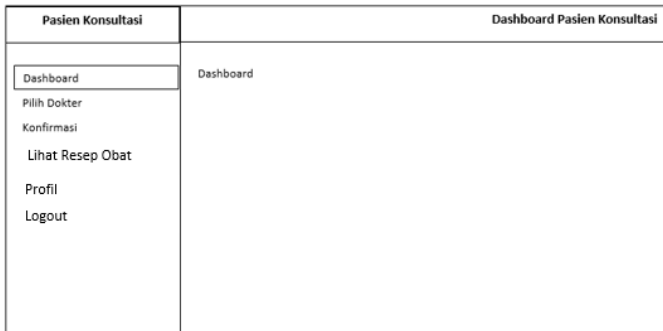 Pasien Konsultasi
Dashboard Pasien Konsultasi
Dashboard
Pilih Dokter
Konfirmasi
Lihat Resep Obat
Profil
Logout
Dashboard